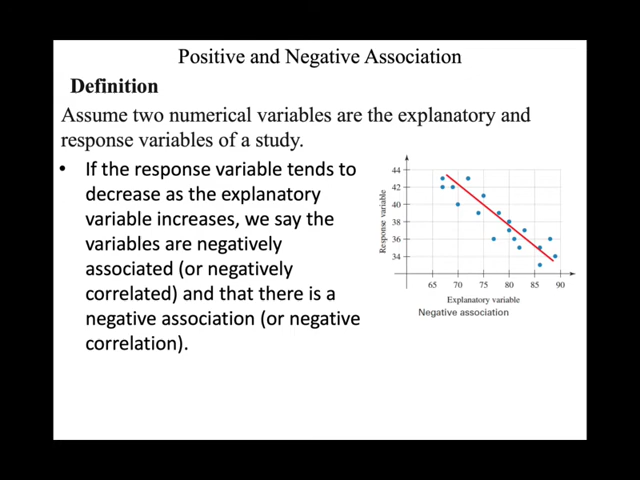 Positive and Negative Association
Definition
Assume two numerical variables are the explanatory and
response variables of a study.
• If the response variable tends to
decrease as the explanatory
variable increases, we say the
variables are negatively
associated (or negatively
correlated) and that there is a
negative association (or negative
correlation).
Response variable
44
42
40
38
36
34
65 70 75 80 85 90
Explanatory variable
Negative association